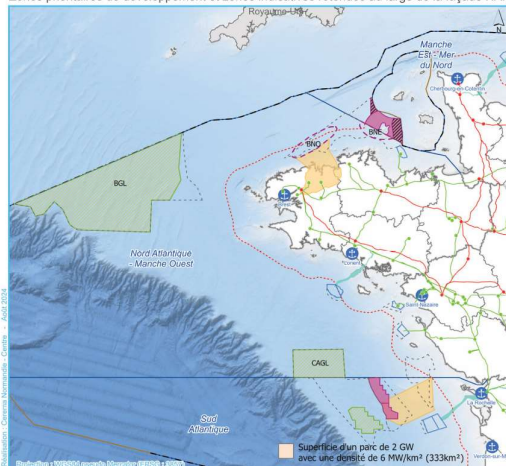 Royaume-Uni
Manche
Est - Mer
du Nord
N
Cherbourg-en-Cotentin
BNE
BNO
BGL
Brest
Nord Atlantique
- Manche Ouest
Lorient
Saint-Nazaire
CAGL
La Rochelle
Sud
Atlantique
Superficie d'un parc de 2 GW
avec une densité de 6 MW/km² (333km²)
Réalisation : Cerema Normandie - Centre - Août 2024